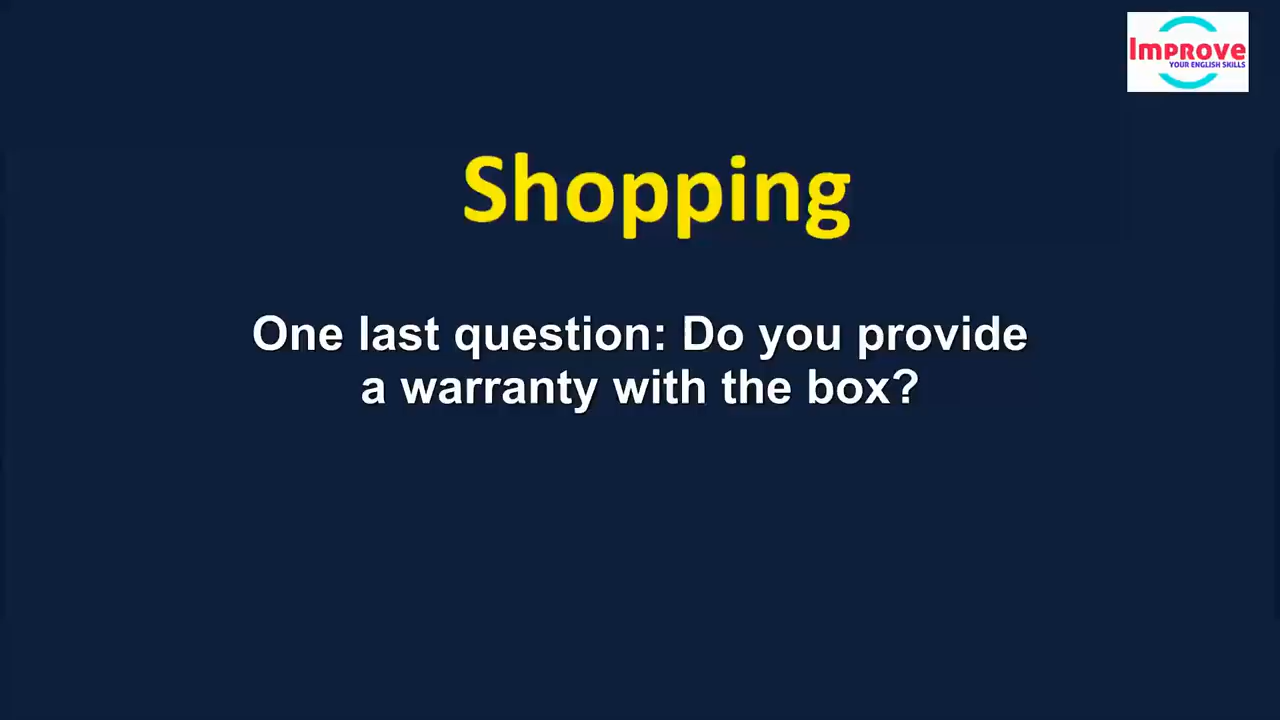 Improve
YOUR ENGLISH SKILLS
Shopping
One last question: Do you provide
a warranty with the box?